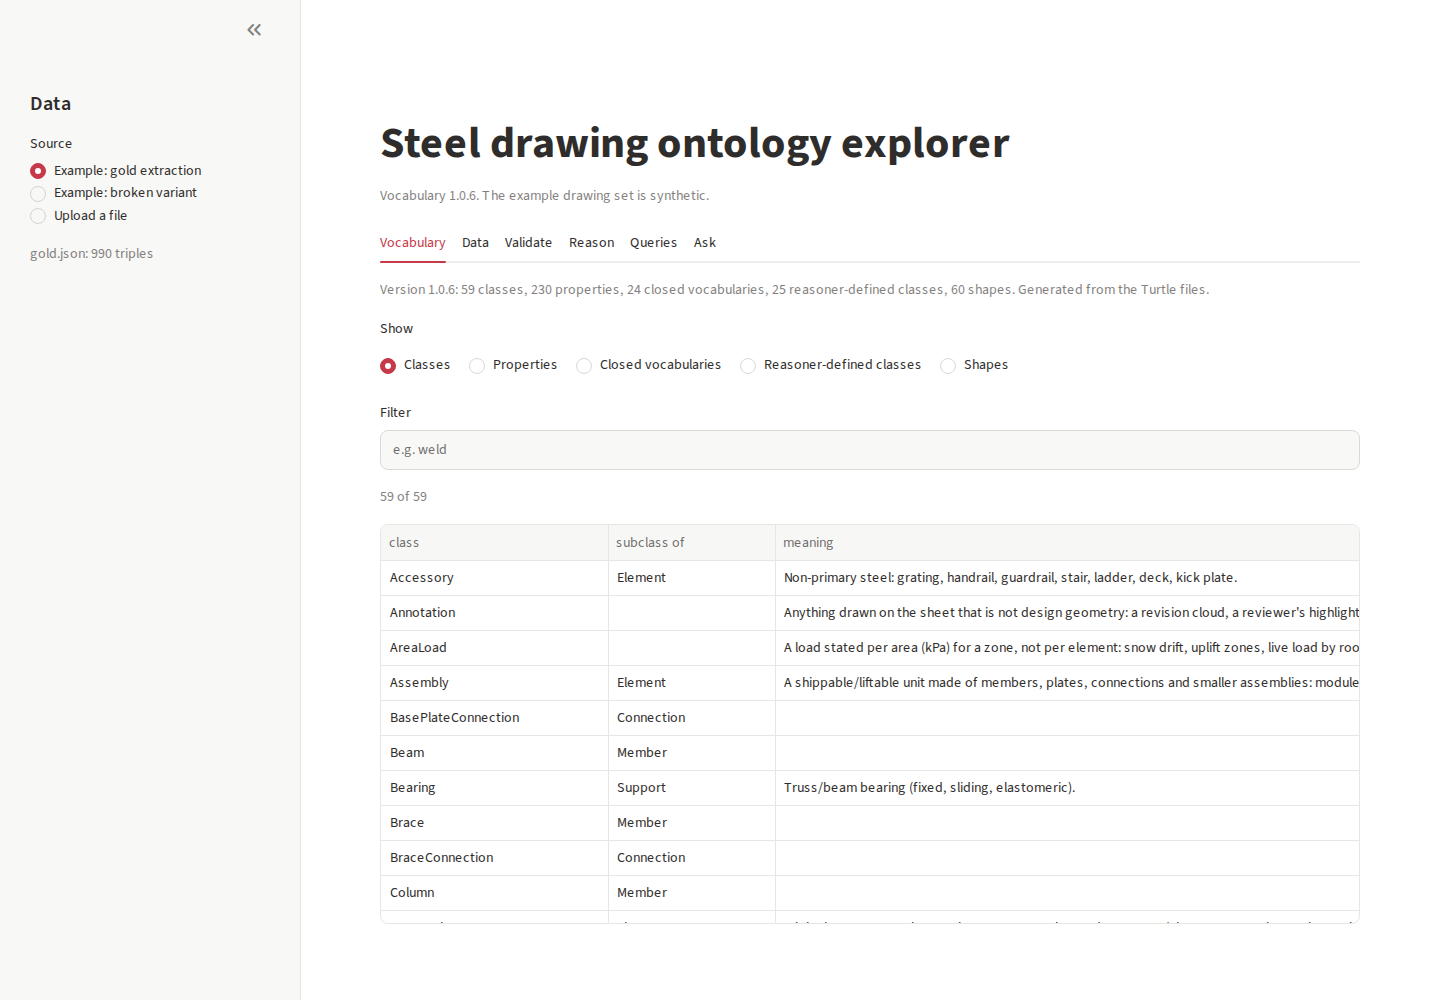 Data
Source
Example: gold extraction
Example: broken variant
Upload a file
gold.json: 990 triples
Steel drawing ontology explorer
Vocabulary 1.0.6. The example drawing set is synthetic.
Vocabulary Data Validate Reason Queries Ask
Version 1.0.6: 59 classes, 230 properties, 24 closed vocabularies, 25 reasoner-defined classes, 60 shapes. Generated from the Turtle files.
Show
Classes Properties Closed vocabularies Reasoner-defined classes Shapes
Filter
e.g. weld
59 of 59
class subclass of meaning
Accessory Element Non-primary steel: grating, handrail, guardrail, stair, ladder, deck, kick plate.
Annotation Anything drawn on the sheet that is not design geometry: a revision cloud, a reviewer's highlight
AreaLoad A load stated per area (kPa) for a zone, not per element: snow drift, uplift zones, live load by roo
Assembly Element A shippable/liftable unit made of members, plates, connections and smaller assemblies: module
BasePlateConnection Connection
Beam Member
Bearing Support Truss/beam bearing (fixed, sliding, elastomeric).
Brace Member
BraceConnection Connection
Column Member